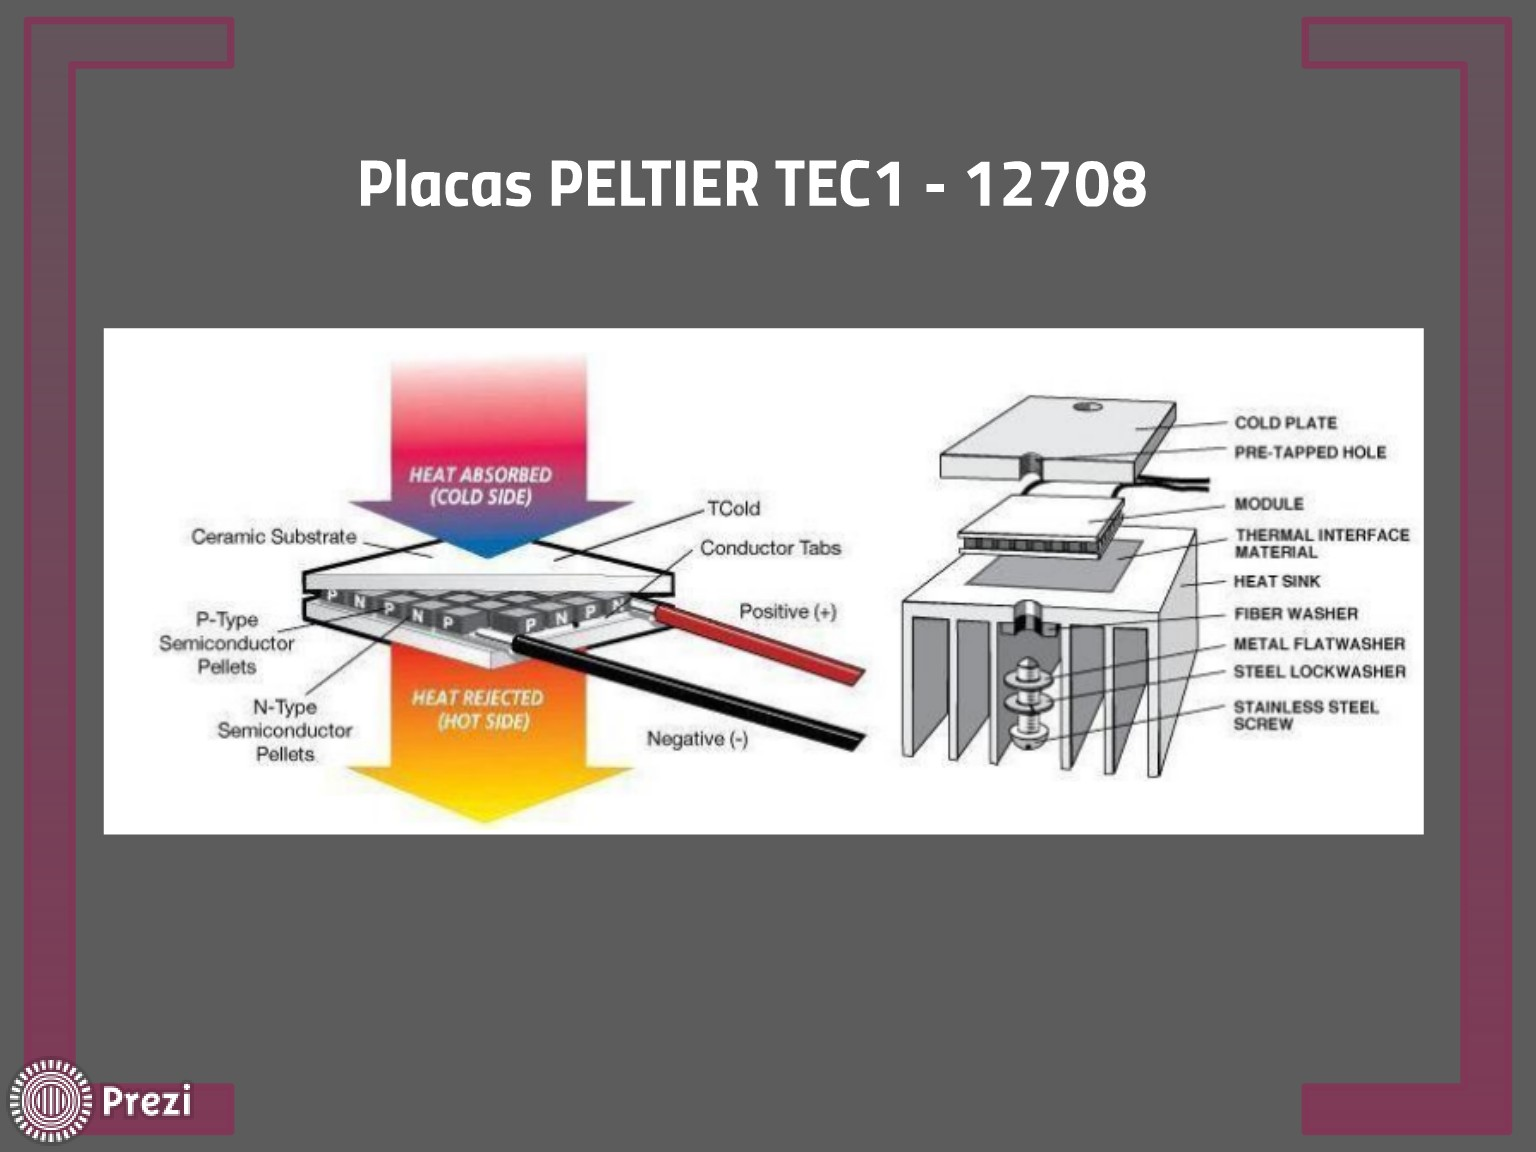 Placas PELTIER TEC1 - 12708
HEAT ABSORBED
(COLD SIDE)
TCold
Ceramic Substrate
Conductor Tabs
P N P N P P N P N
Positive (+)
P-Type
Semiconductor
Pellets
HEAT REJECTED
(HOT SIDE)
N-Type
Semiconductor
Pellets
Negative (-)
COLD PLATE
PRE-TAPPED HOLE
MODULE
THERMAL INTERFACE
MATERIAL
HEAT SINK
FIBER WASHER
METAL FLATWASHER
STEEL LOCKWASHER
STAINLESS STEEL
SCREW
Prezi